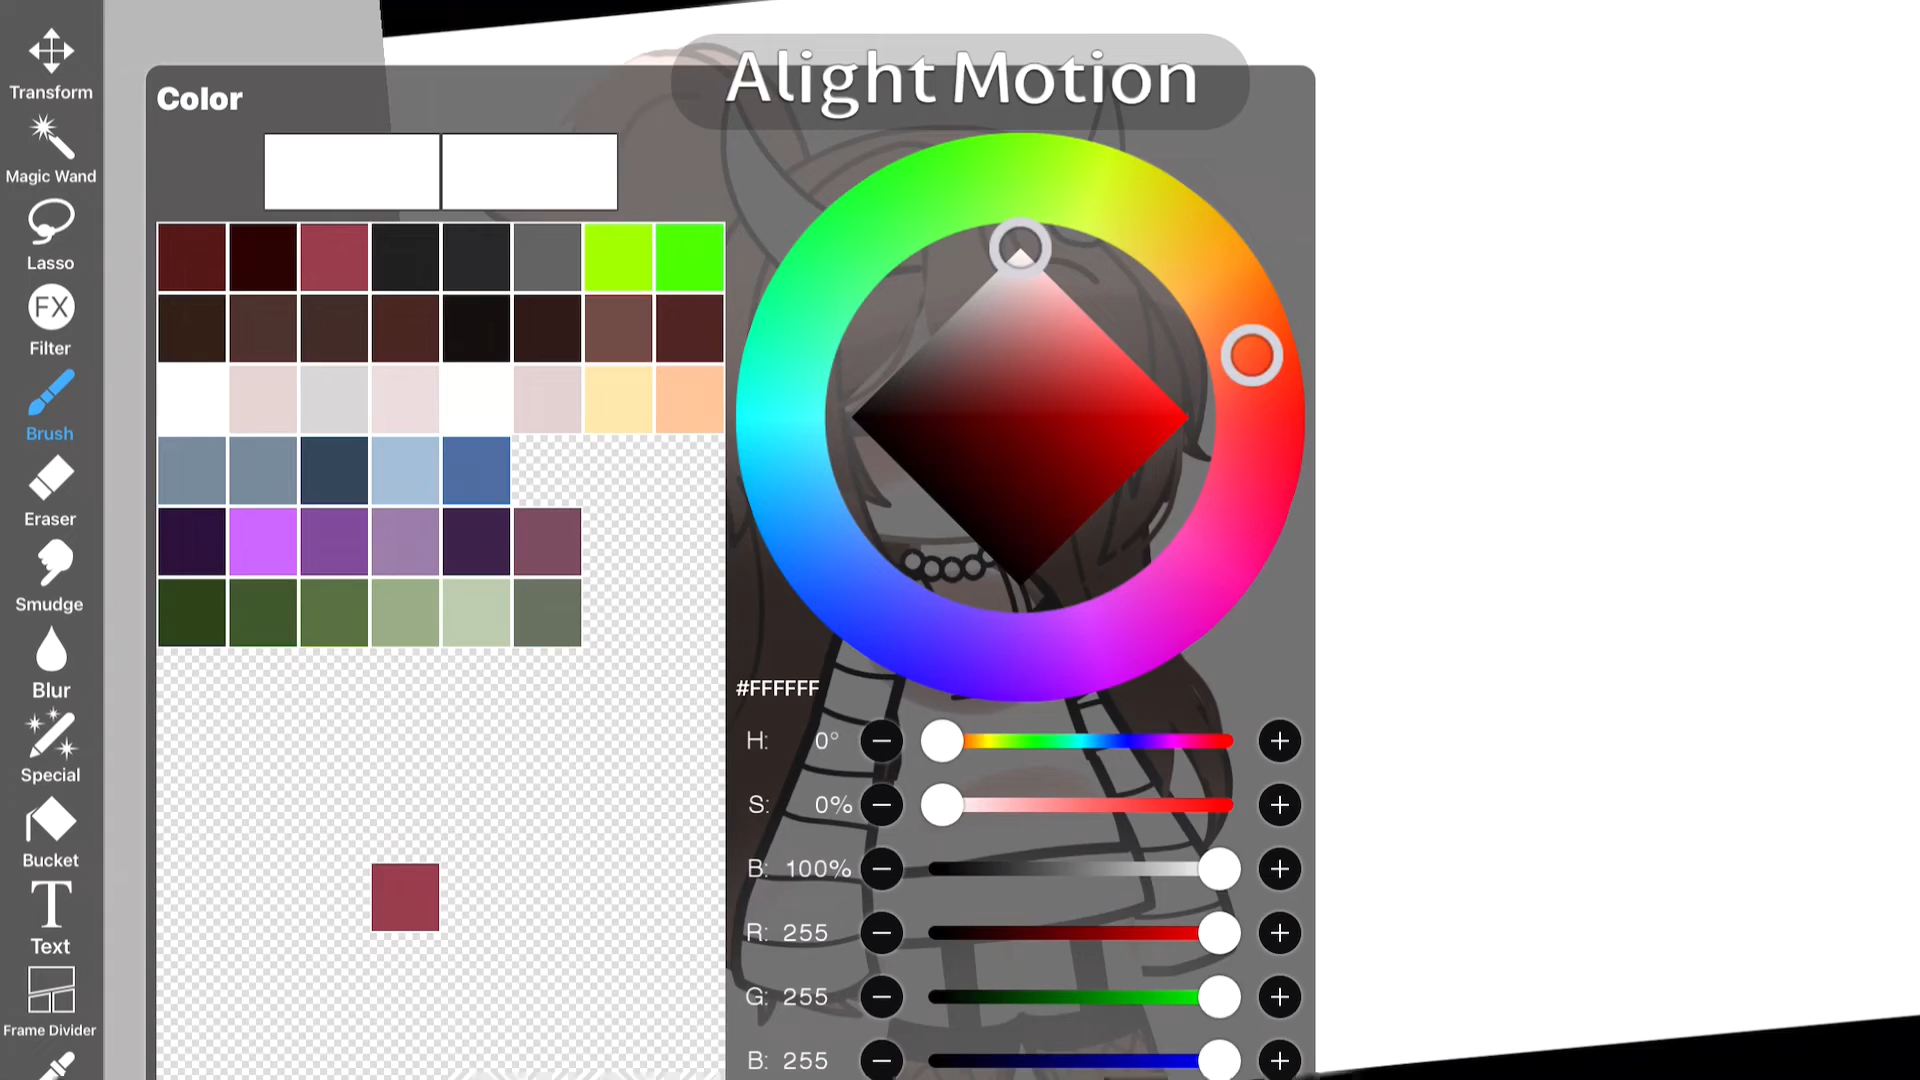 Alight Motion
Color
Transform
Magic Wand
Lasso
FX
Filter
Brush
Eraser
Smudge
Blur
Special
Bucket
T
Text
Frame Divider
#FFFFFF
H: 0°
S: 0%
B: 100%
R: 255
G: 255
B: 255